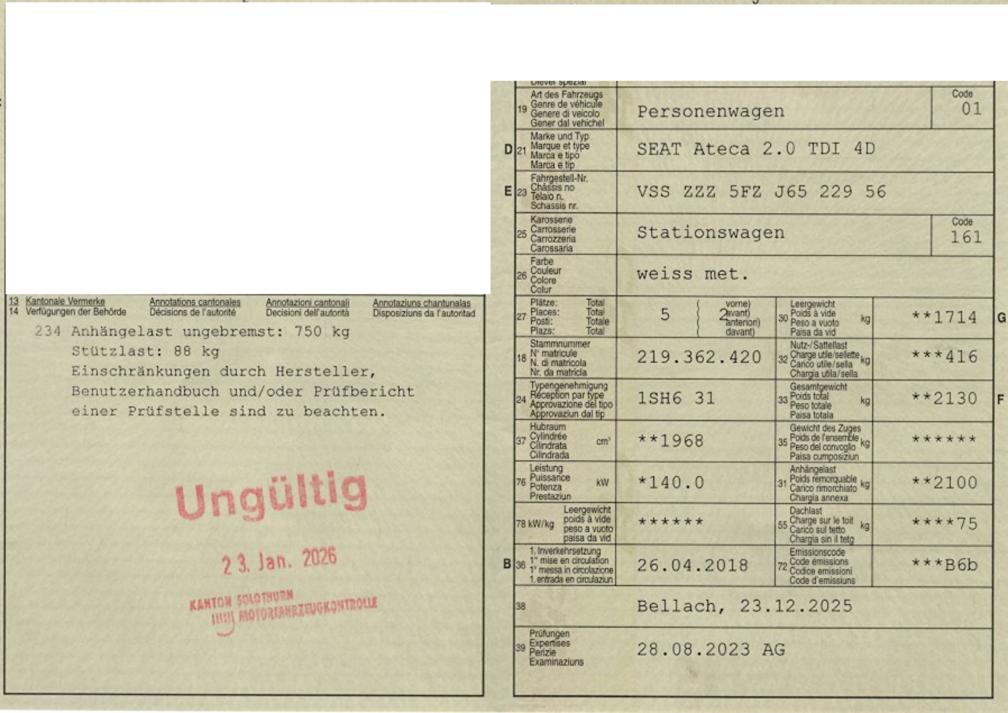 13 Kantonale Vermerke Annotations cantonales Annotazioni cantonali Annotaziuns chantunalas
14 Verfügungen der Behörde Décisions de l'autorité Decisioni dell'autorità Disposiziuns da l'autoritad
234 Anhängelast ungebremst: 750 kg
Stützlast: 88 kg
Einschränkungen durch Hersteller,
Benutzerhandbuch und/oder Prüfbericht
einer Prüfstelle sind zu beachten.
Ungültig
23. Jan. 2026
KANTON SOLOTHURN
MOTORFAHRZEUGKONTROLLE
19 Art des Fahrzeugs
Genre de véhicule
Genere di veicolo
Gener dal vehichel
Personenwagen
Code
01
D 21 Marke und Typ
Marque et type
Marca e tipo
Marca e tip
SEAT Ateca 2.0 TDI 4D
E 23 Fahrgestell-Nr.
Châssis no
Telaio n.
Schassis nr.
VSS ZZZ 5FZ J65 229 56
25 Karosserie
Carrosserie
Carrozzeria
Carossaria
Stationswagen
Code
161
26 Farbe
Couleur
Colore
Colur
weiss met.
27 Plätze: Total
Places: Total
Posti: Totale
Plazs: Total
5 ( 2 vorne)
avant)
anteriori)
davant)
30 Leergewicht
Poids à vide
Peso a vuoto
Paisa da vid
kg
**1714
G
18 Stammnummer
N° matricule
N. di matricola
Nr. da matricla
219.362.420
32 Nutz-/Sattellast
Charge utile/sellette
Carico utile/sella
Chargia utila/sella
kg
***416
24 Typengenehmigung
Réception par type
Approvazione del tipo
Approvaziun dal tip
1SH6 31
33 Gesamtgewicht
Poids total
Peso totale
Paisa totala
kg
**2130
F
37 Hubraum
Cylindrée
Cilindrata
Cilindrada
cm³
**1968
35 Gewicht des Zuges
Poids de l'ensemble
Peso del convoglio
Paisa cumposiziun
kg
******
76 Leistung
Puissance
Potenza
Prestaziun
kW
*140.0
31 Anhängelast
Poids remorquable
Carico rimorchiato
Chargia annexa
kg
**2100
78 kW/kg Leergewicht
poids à vide
peso a vuoto
paisa da vid
******
55 Dachlast
Charge sur le toit
Carico sul tetto
Chargia sin il tetg
kg
****75
B 36 1. Inverkehrsetzung
1re mise en circulation
1a messa in circolazione
1. entrada en circulaziun
26.04.2018
72 Emissionscode
Code émissions
Codice emissioni
Code d'emissiuns
***B6b
38 Bellach, 23.12.2025
39 Prüfungen
Expertises
Perizie
Examinaziuns
28.08.2023 AG